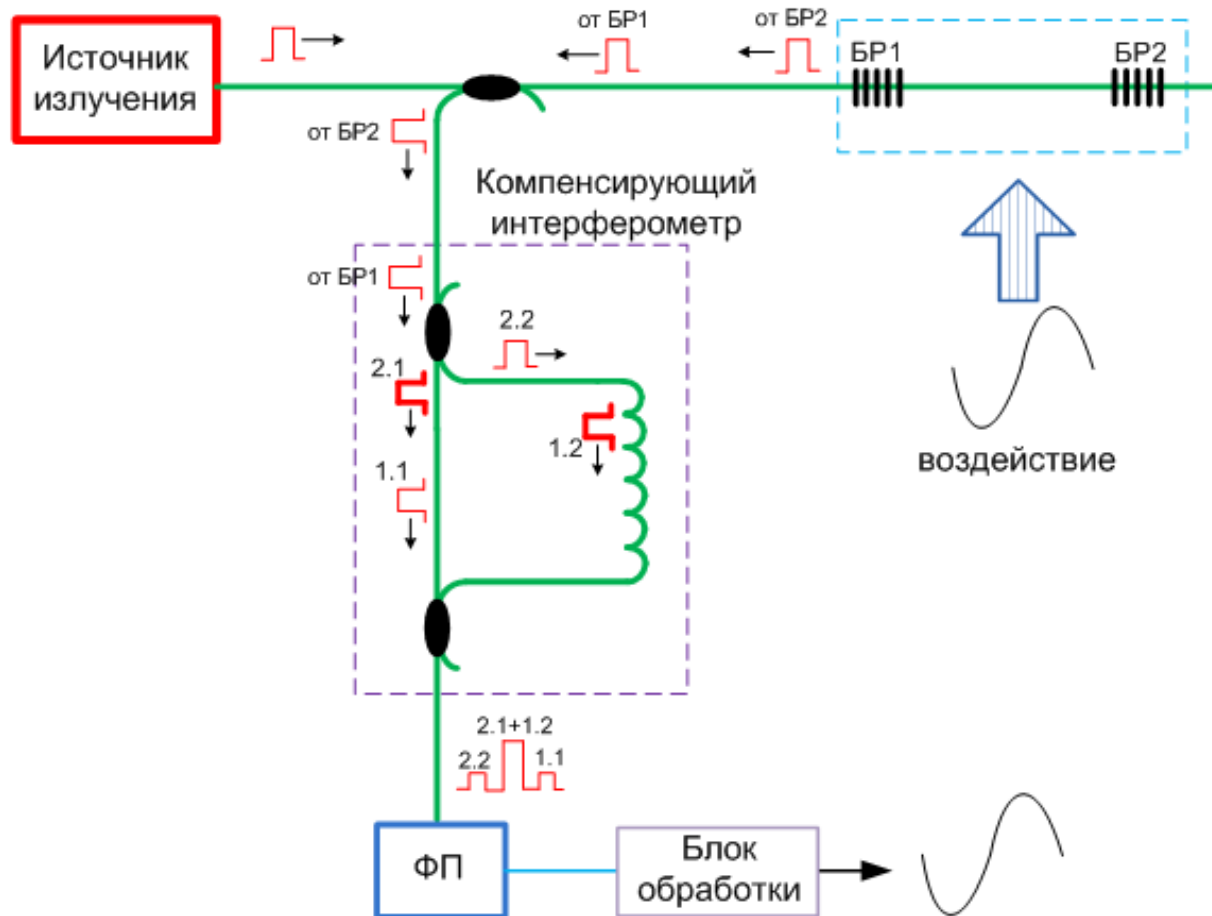 Источник
излучения
от БР1
от БР2
БР1
БР2
от БР2
Компенсирующий
интерферометр
от БР1
2.2
2.1
1.2
1.1
воздействие
2.1+1.2
2.2
1.1
ФП
Блок
обработки